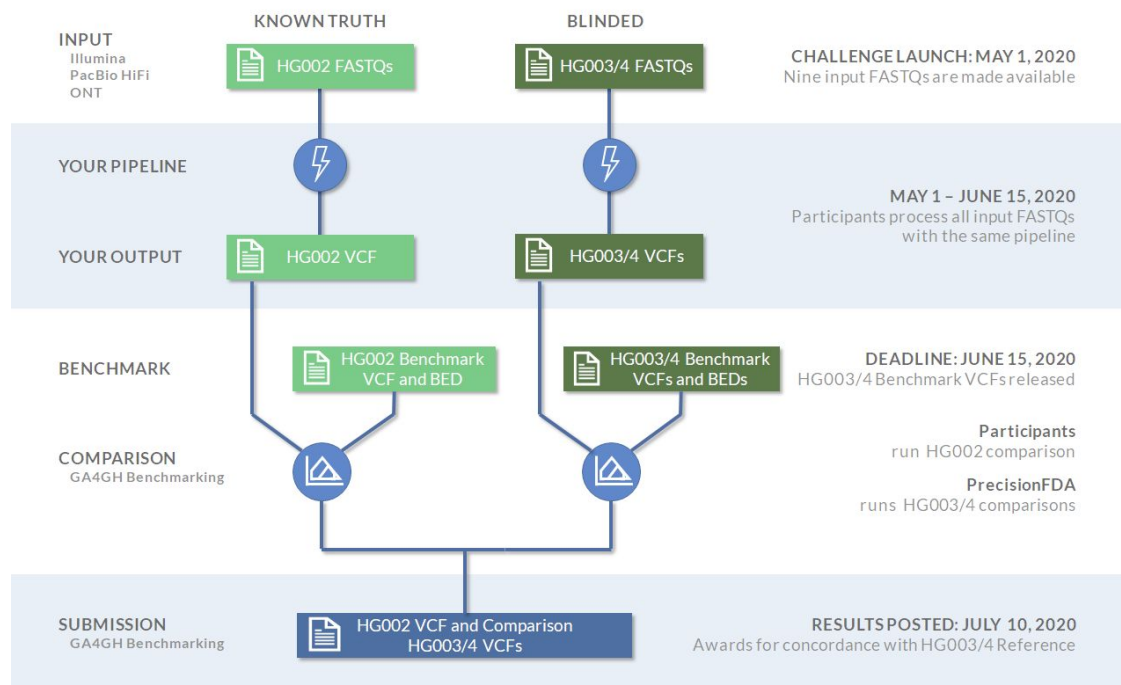 KNOWN TRUTH
BLINDED
INPUT
Illumina
PacBio HiFi
ONT
HG002 FASTQs
HG003/4 FASTQs
CHALLENGE LAUNCH: MAY 1, 2020
Nine input FASTQs are made available
YOUR PIPELINE
MAY 1 – JUNE 15, 2020
Participants process all input FASTQs
with the same pipeline
YOUR OUTPUT
HG002 VCF
HG003/4 VCFs
BENCHMARK
HG002 Benchmark
VCF and BED
HG003/4 Benchmark
VCFs and BEDs
DEADLINE: JUNE 15, 2020
HG003/4 Benchmark VCFs released
COMPARISON
GA4GH Benchmarking
Participants
run HG002 comparison
PrecisionFDA
runs HG003/4 comparisons
SUBMISSION
GA4GH Benchmarking
HG002 VCF and Comparison
HG003/4 VCFs
RESULTS POSTED: JULY 10, 2020
Awards for concordance with HG003/4 Reference